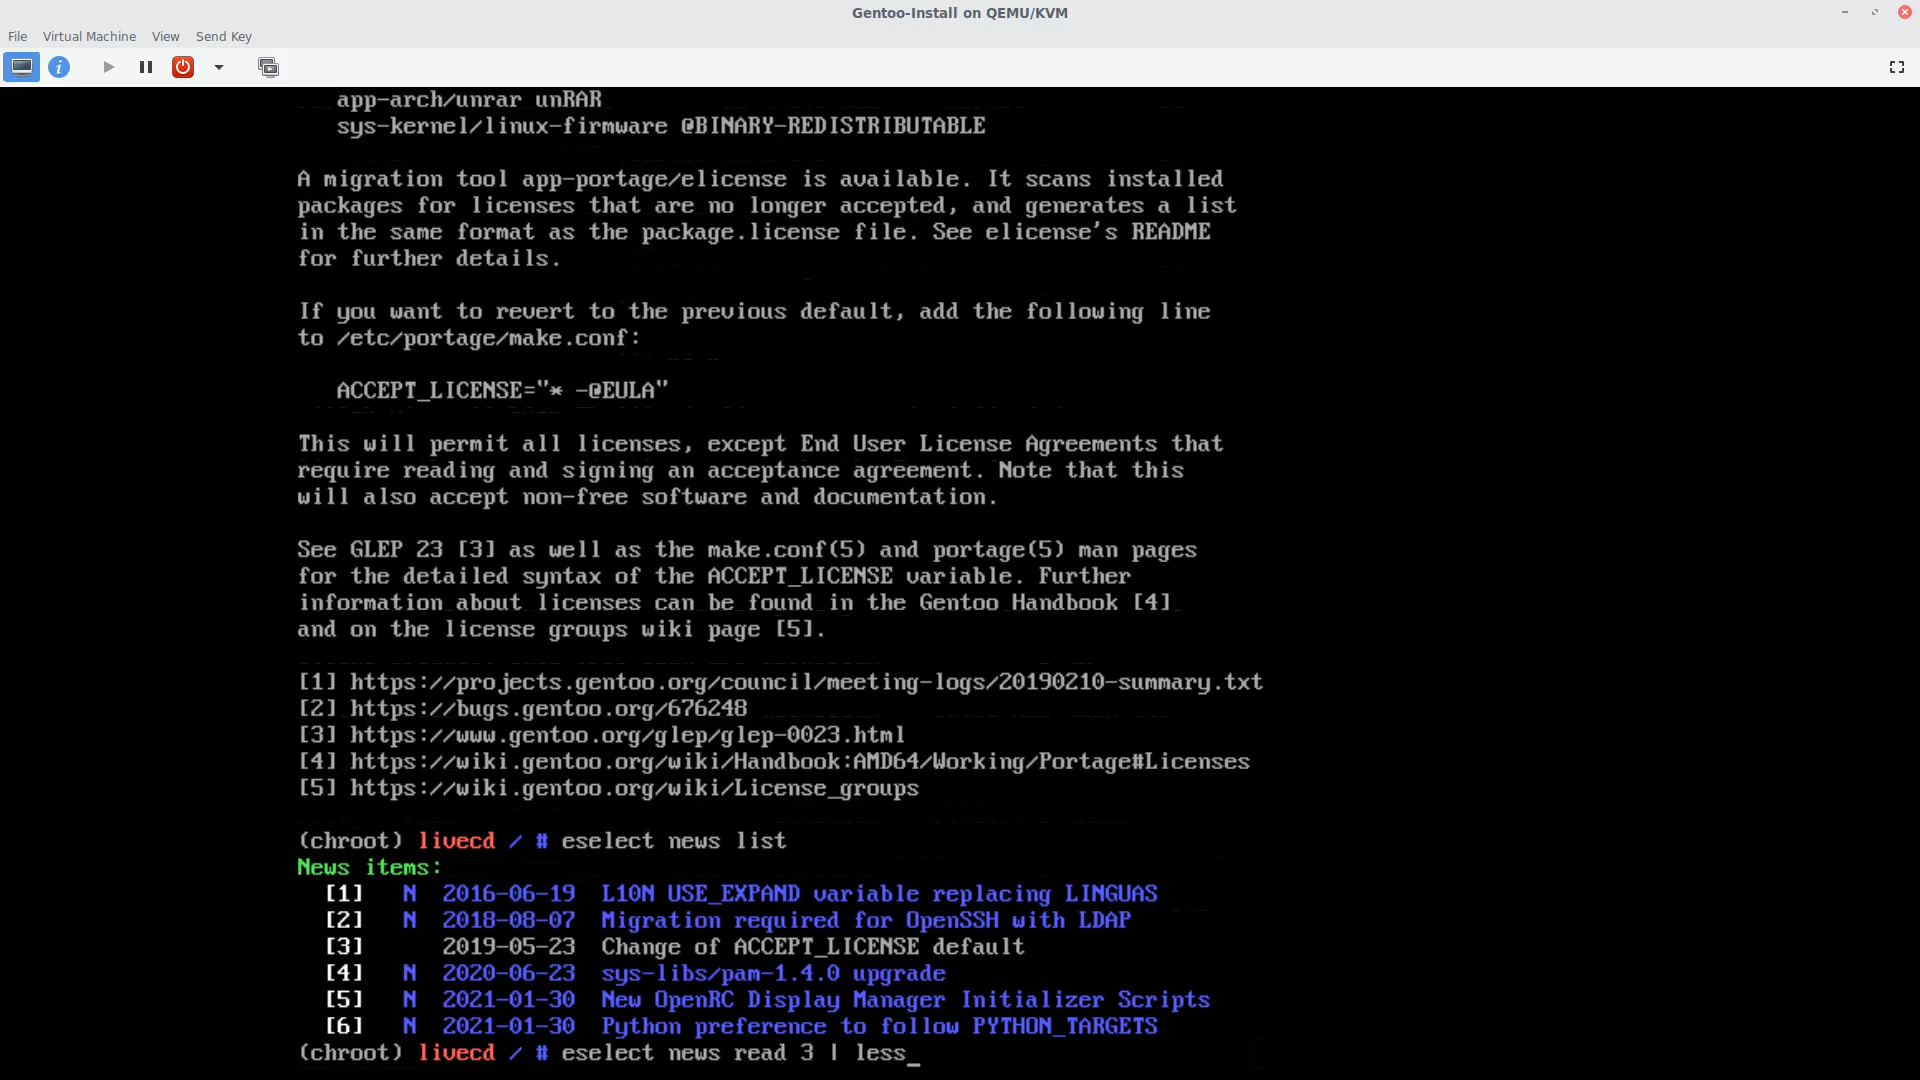 Gentoo-Install on QEMU/KVM
File Virtual Machine View Send Key
app-arch/unrar unRAR
sys-kernel/linux-firmware @BINARY-REDISTRIBUTABLE
A migration tool app-portage/elicense is available. It scans installed
packages for licenses that are no longer accepted, and generates a list
in the same format as the package.license file. See elicense's README
for further details.
If you want to revert to the previous default, add the following line
to /etc/portage/make.conf:
ACCEPT_LICENSE="* -@EULA"
This will permit all licenses, except End User License Agreements that
require reading and signing an acceptance agreement. Note that this
will also accept non-free software and documentation.
See GLEP 23 [3] as well as the make.conf(5) and portage(5) man pages
for the detailed syntax of the ACCEPT_LICENSE variable. Further
information about licenses can be found in the Gentoo Handbook [4]
and on the license groups wiki page [5].
[1] https://projects.gentoo.org/council/meeting-logs/20190210-summary.txt
[2] https://bugs.gentoo.org/676248
[3] https://www.gentoo.org/glep/glep-0023.html
[4] https://wiki.gentoo.org/wiki/Handbook:AMD64/Working/Portage#Licenses
[5] https://wiki.gentoo.org/wiki/License_groups
(chroot) livecd / # eselect news list
News items:
[1] N 2016-06-19 L10N USE_EXPAND variable replacing LINGUAS
[2] N 2018-08-07 Migration required for OpenSSH with LDAP
[3] 2019-05-23 Change of ACCEPT_LICENSE default
[4] N 2020-06-23 sys-libs/pam-1.4.0 upgrade
[5] N 2021-01-30 New OpenRC Display Manager Initializer Scripts
[6] N 2021-01-30 Python preference to follow PYTHON_TARGETS
(chroot) livecd / # eselect news read 3 | less_